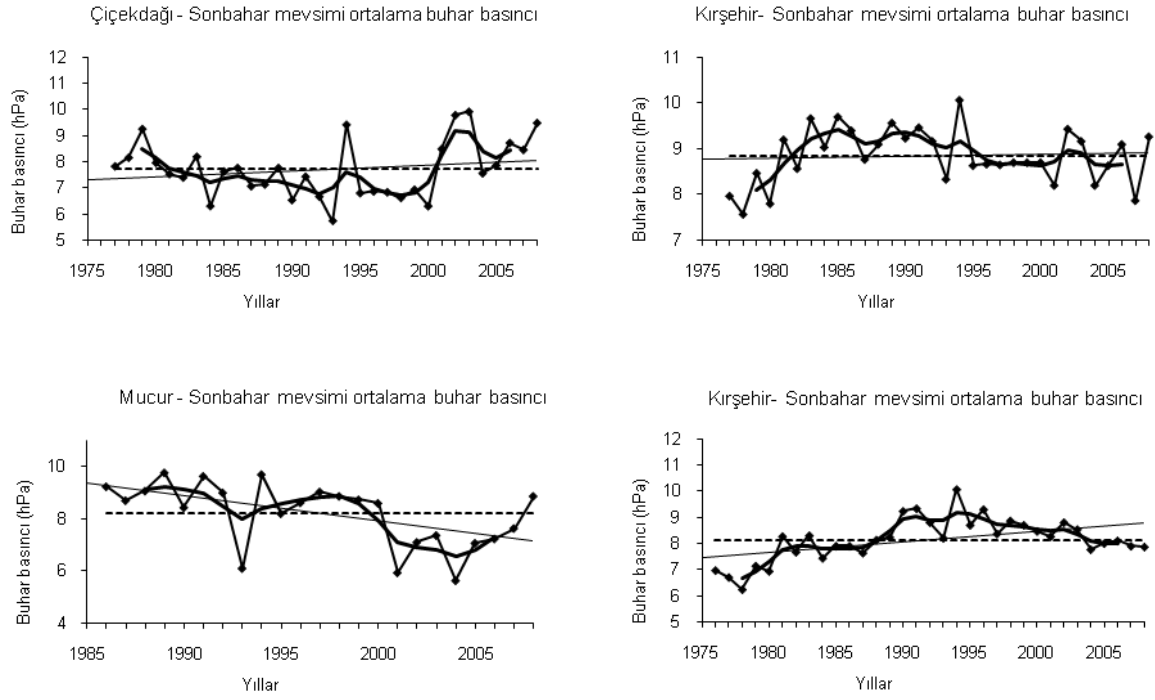 Çiçekdağı - Sonbahar mevsimi ortalama buhar basıncı
Buhar basıncı (hPa)
12
11
10
9
8
7
6
5
1975 1980 1985 1990 1995 2000 2005
Yıllar
Kırşehir- Sonbahar mevsimi ortalama buhar basıncı
Buhar basıncı (hPa)
11
10
9
8
7
1975 1980 1985 1990 1995 2000 2005
Yıllar
Mucur - Sonbahar mevsimi ortalama buhar basıncı
Buhar basıncı (hPa)
10
8
6
4
1985 1990 1995 2000 2005
Yıllar
Kırşehir- Sonbahar mevsimi ortalama buhar basıncı
Buhar basıncı (hPa)
12
11
10
9
8
7
6
5
1975 1980 1985 1990 1995 2000 2005
Yıllar